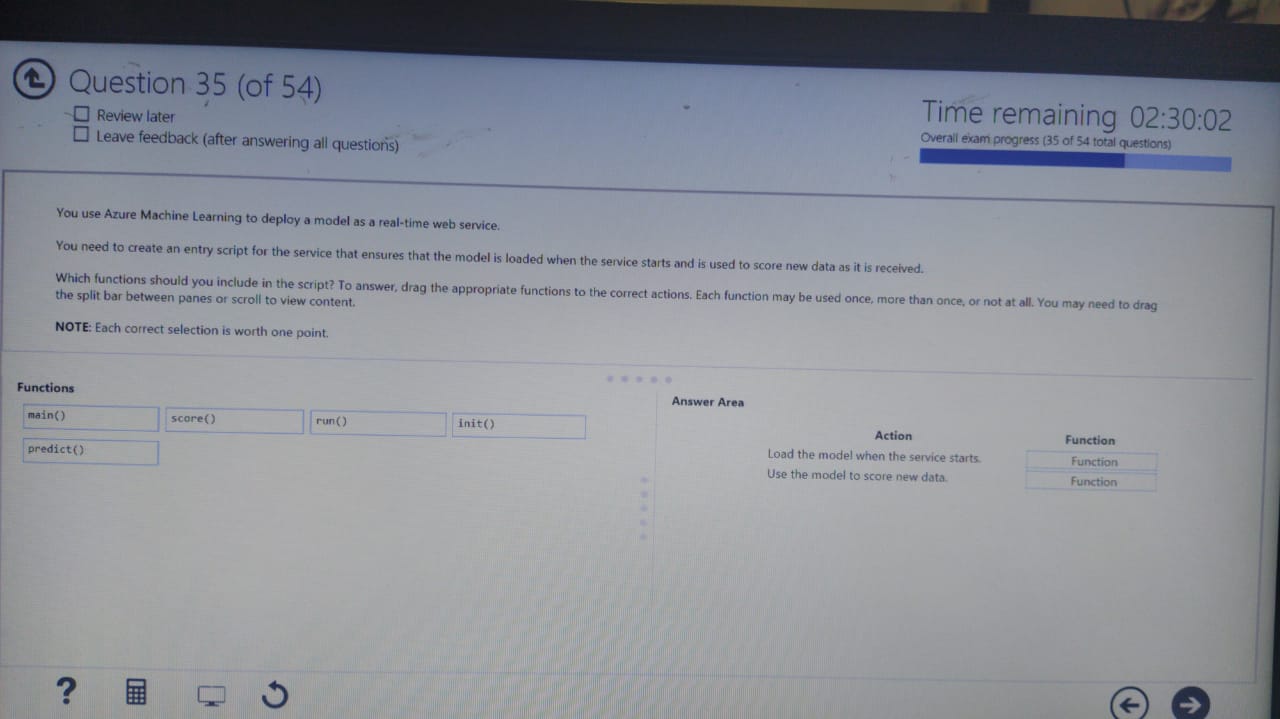 Question 35 (of 54)
Review later
Leave feedback (after answering all questions)
Time remaining 02:30:02
Overall exam progress (35 of 54 total questions)
You use Azure Machine Learning to deploy a model as a real-time web service.
You need to create an entry script for the service that ensures that the model is loaded when the service starts and is used to score new data as it is received.
Which functions should you include in the script? To answer, drag the appropriate functions to the correct actions. Each function may be used once, more than once, or not at all. You may need to drag
the split bar between panes or scroll to view content.
NOTE: Each correct selection is worth one point.
Functions
main()
score()
run()
init()
predict()
Answer Area
Action
Function
Load the model when the service starts.
Function
Use the model to score new data.
Function
?